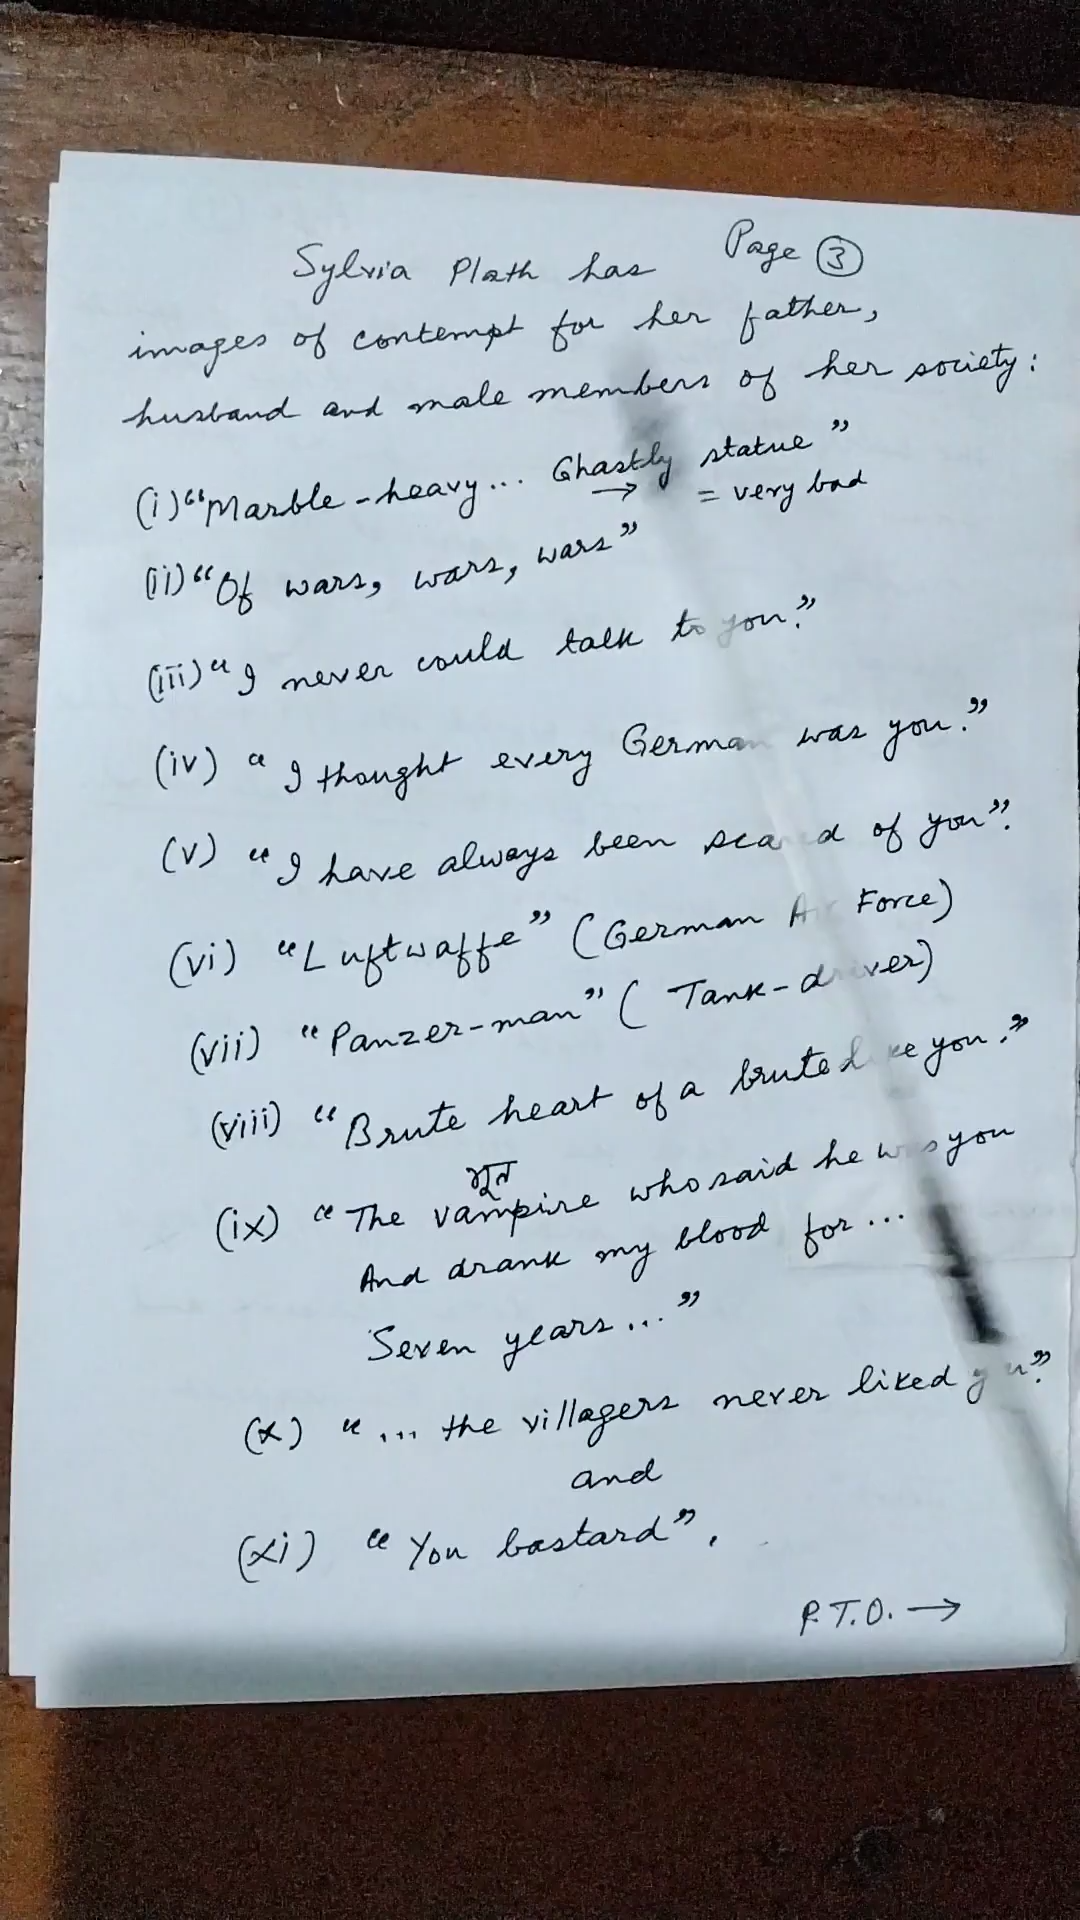 Page 3
Sylvia Plath has
images of contempt for her father,
husband and male members of her society:
(i) "Marble-heavy... Ghastly statue"
→ = very bad
(ii) "Of wars, wars, wars"
(iii) "I never could talk to you."
(iv) "I thought every German was you."
(v) "I have always been scared of you".
(vi) "Luftwaffe" (German Air Force)
(vii) "Panzer-man" (Tank-driver)
(viii) "Brute heart of a brute like you."
(ix) "The vampire who said he was you
And drank my blood for...
Seven years..."
(x) "... the villagers never liked you".
and
(xi) "You bastard".
P.T.O. →